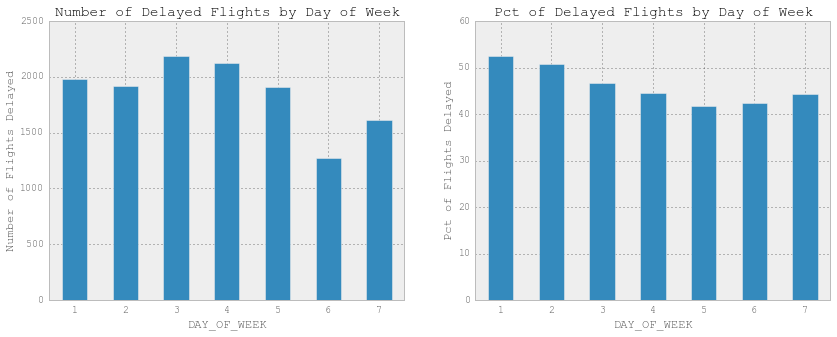 Number of Delayed Flights by Day of Week
Number of Flights Delayed
2500
2000
1500
1000
500
0
1 2 3 4 5 6 7
DAY_OF_WEEK
Pct of Delayed Flights by Day of Week
Pct of Flights Delayed
60
50
40
30
20
10
0
1 2 3 4 5 6 7
DAY_OF_WEEK